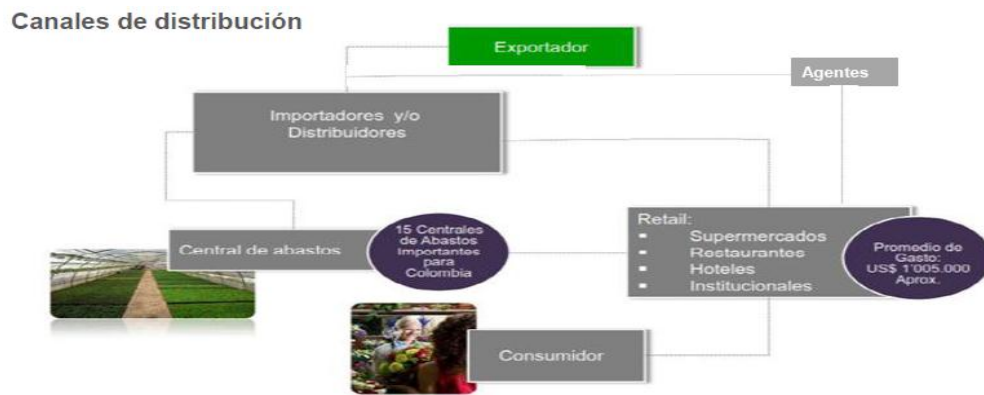 Canales de distribución
Exportador
Agentes
Importadores y/o
Distribuidores
Central de abastos
15 Centrales
de Abastos
Importantes
para
Colombia
Retail:
▪ Supermercados
▪ Restaurantes
▪ Hoteles
▪ Institucionales
Promedio de
Gasto:
US$ 1'005.000
Aprox.
Consumidor